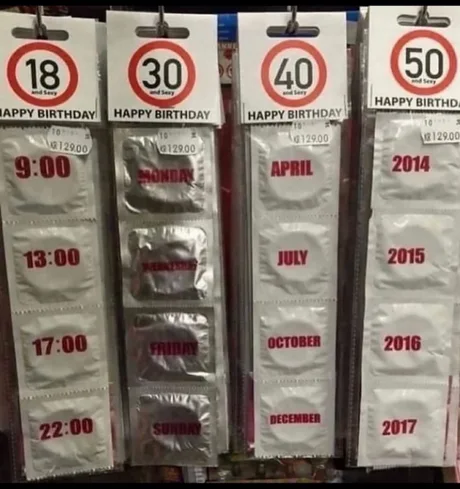 18
and Sexy
HAPPY BIRTHDAY
129.00
9:00
13:00
17:00
22:00
30
and Sexy
HAPPY BIRTHDAY
129.00
MONDAY
FRIDAY
SUNDAY
40
and Sexy
HAPPY BIRTHDAY
129.00
APRIL
JULY
OCTOBER
DECEMBER
50
and Sexy
HAPPY BIRTHDA
129.00
2014
2015
2016
2017